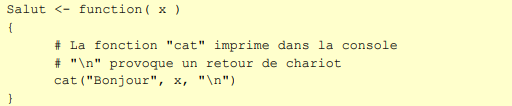 Salut <- function( x )
{
# La fonction "cat" imprime dans la console
# "\n" provoque un retour de chariot
cat("Bonjour", x, "\n")
}